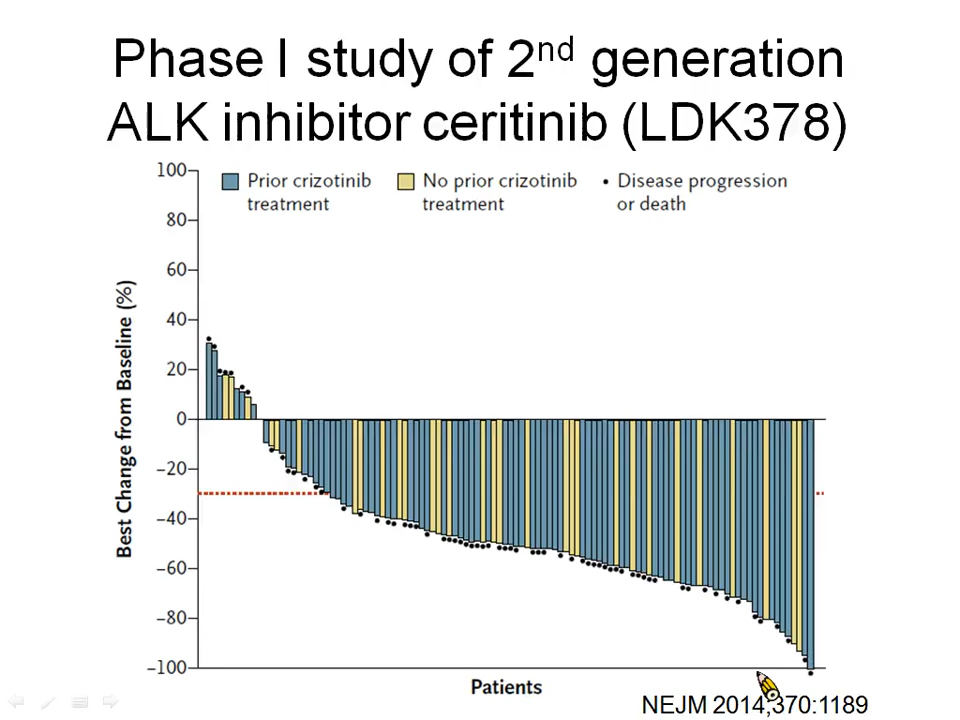 Phase I study of 2nd generation
ALK inhibitor ceritinib (LDK378)
100
80
60
40
20
0
−20
−40
−60
−80
−100
Best Change from Baseline (%)
Prior crizotinib
treatment
No prior crizotinib
treatment
• Disease progression
or death
Patients
NEJM 2014;370:1189